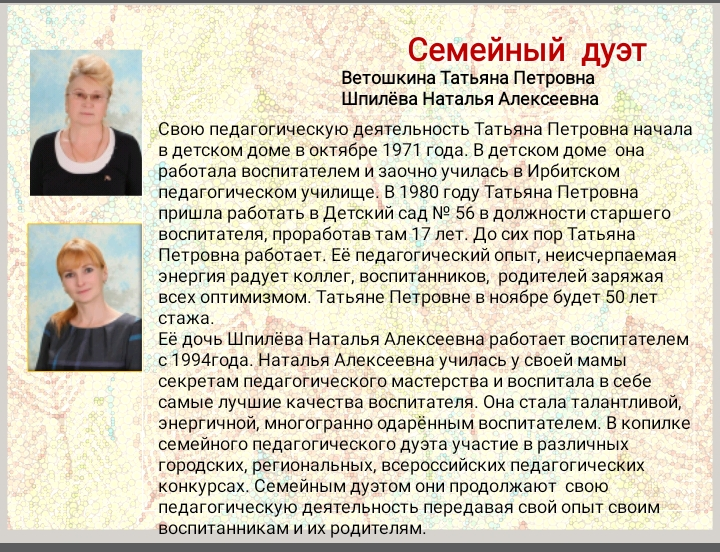 Семейный дуэт
Ветошкина Татьяна Петровна
Шпилёва Наталья Алексеевна
Свою педагогическую деятельность Татьяна Петровна начала
в детском доме в октябре 1971 года. В детском доме она
работала воспитателем и заочно училась в Ирбитском
педагогическом училище. В 1980 году Татьяна Петровна
пришла работать в Детский сад № 56 в должности старшего
воспитателя, проработав там 17 лет. До сих пор Татьяна
Петровна работает. Её педагогический опыт, неисчерпаемая
энергия радует коллег, воспитанников, родителей заряжая
всех оптимизмом. Татьяне Петровне в ноябре будет 50 лет
стажа.
Её дочь Шпилёва Наталья Алексеевна работает воспитателем
с 1994года. Наталья Алексеевна училась у своей мамы
секретам педагогического мастерства и воспитала в себе
самые лучшие качества воспитателя. Она стала талантливой,
энергичной, многогранно одарённым воспитателем. В копилке
семейного педагогического дуэта участие в различных
городских, региональных, всероссийских педагогических
конкурсах. Семейным дуэтом они продолжают свою
педагогическую деятельность передавая свой опыт своим
воспитанникам и их родителям.